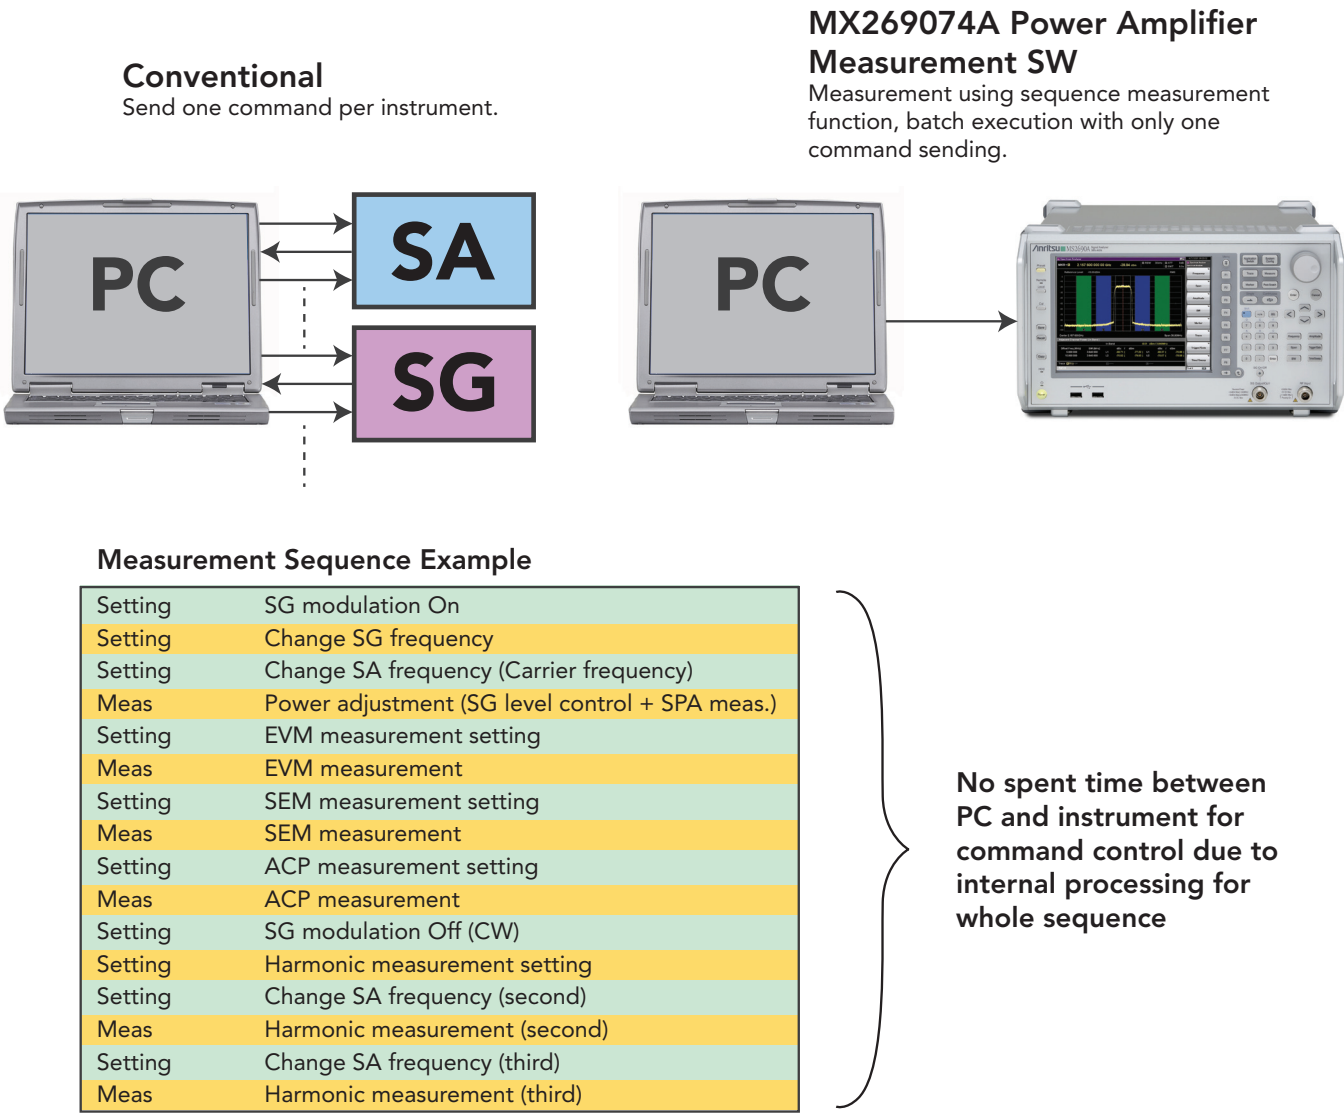 Conventional
Send one command per instrument.
MX269074A Power Amplifier
Measurement SW
Measurement using sequence measurement
function, batch execution with only one
command sending.
PC
SA
SG
PC
Anritsu MS2690A
Measurement Sequence Example
Setting SG modulation On
Setting Change SG frequency
Setting Change SA frequency (Carrier frequency)
Meas Power adjustment (SG level control + SPA meas.)
Setting EVM measurement setting
Meas EVM measurement
Setting SEM measurement setting
Meas SEM measurement
Setting ACP measurement setting
Meas ACP measurement
Setting SG modulation Off (CW)
Setting Harmonic measurement setting
Setting Change SA frequency (second)
Meas Harmonic measurement (second)
Setting Change SA frequency (third)
Meas Harmonic measurement (third)
No spent time between
PC and instrument for
command control due to
internal processing for
whole sequence